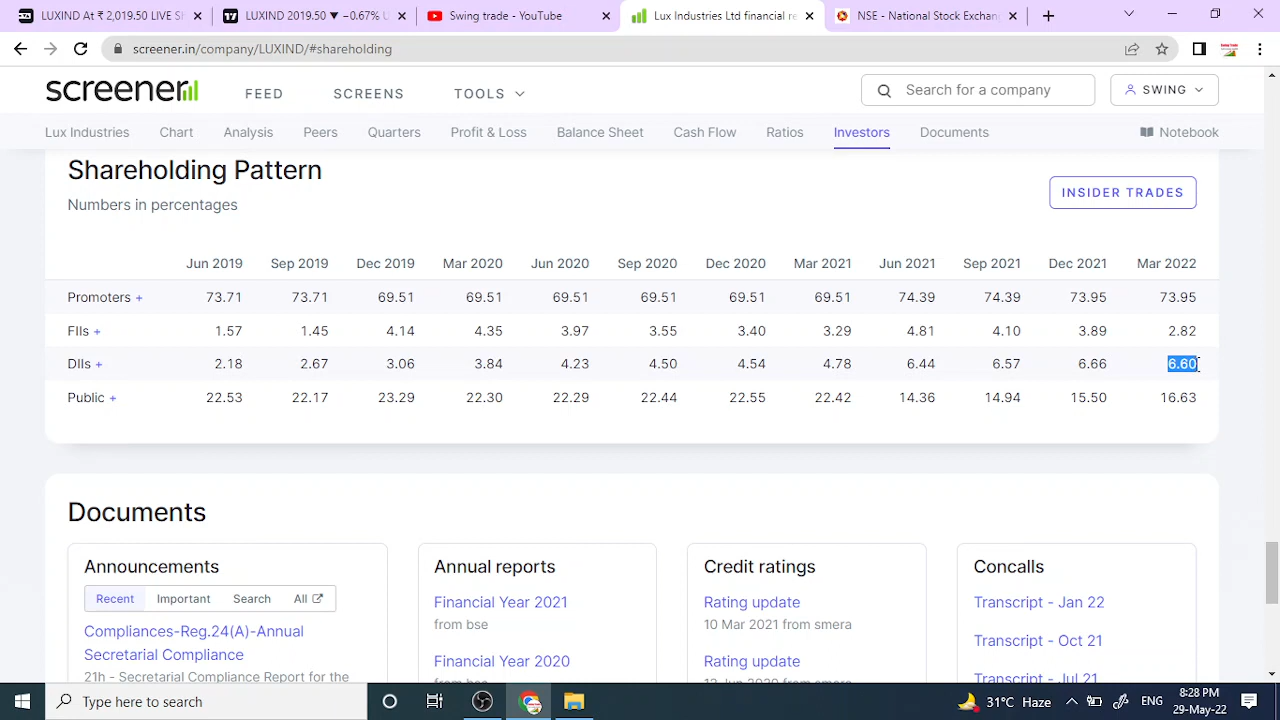 ₹ 2,019.50 LIVE S
LUXIND 2019.50 ▼ −0.67% U
Swing trade - YouTube
Lux Industries Ltd financial re
NSE - National Stock Exchan
screener.in/company/LUXIND/#shareholding
screener
FEED SCREENS TOOLS
Search for a company
SWING
Lux Industries Chart Analysis Peers Quarters Profit & Loss Balance Sheet Cash Flow Ratios Investors Documents Notebook
Shareholding Pattern
Numbers in percentages
INSIDER TRADES
Jun 2019 Sep 2019 Dec 2019 Mar 2020 Jun 2020 Sep 2020 Dec 2020 Mar 2021 Jun 2021 Sep 2021 Dec 2021 Mar 2022
Promoters + 73.71 73.71 69.51 69.51 69.51 69.51 69.51 69.51 74.39 74.39 73.95 73.95
FIIs + 1.57 1.45 4.14 4.35 3.97 3.55 3.40 3.29 4.81 4.10 3.89 2.82
DIIs + 2.18 2.67 3.06 3.84 4.23 4.50 4.54 4.78 6.44 6.57 6.66 6.60
Public + 22.53 22.17 23.29 22.30 22.29 22.44 22.55 22.42 14.36 14.94 15.50 16.63
Documents
Announcements
Recent Important Search All
Compliances-Reg.24(A)-Annual
Secretarial Compliance
21h - Secretarial Compliance Report for the
Annual reports
Financial Year 2021
from bse
Financial Year 2020
from bse
Credit ratings
Rating update
10 Mar 2021 from smera
Rating update
12 Jun 2020 from smera
Concalls
Transcript - Jan 22
Transcript - Oct 21
Transcript - Jul 21
Type here to search
31°C Haze
ENG
8:28 PM
29-May-22